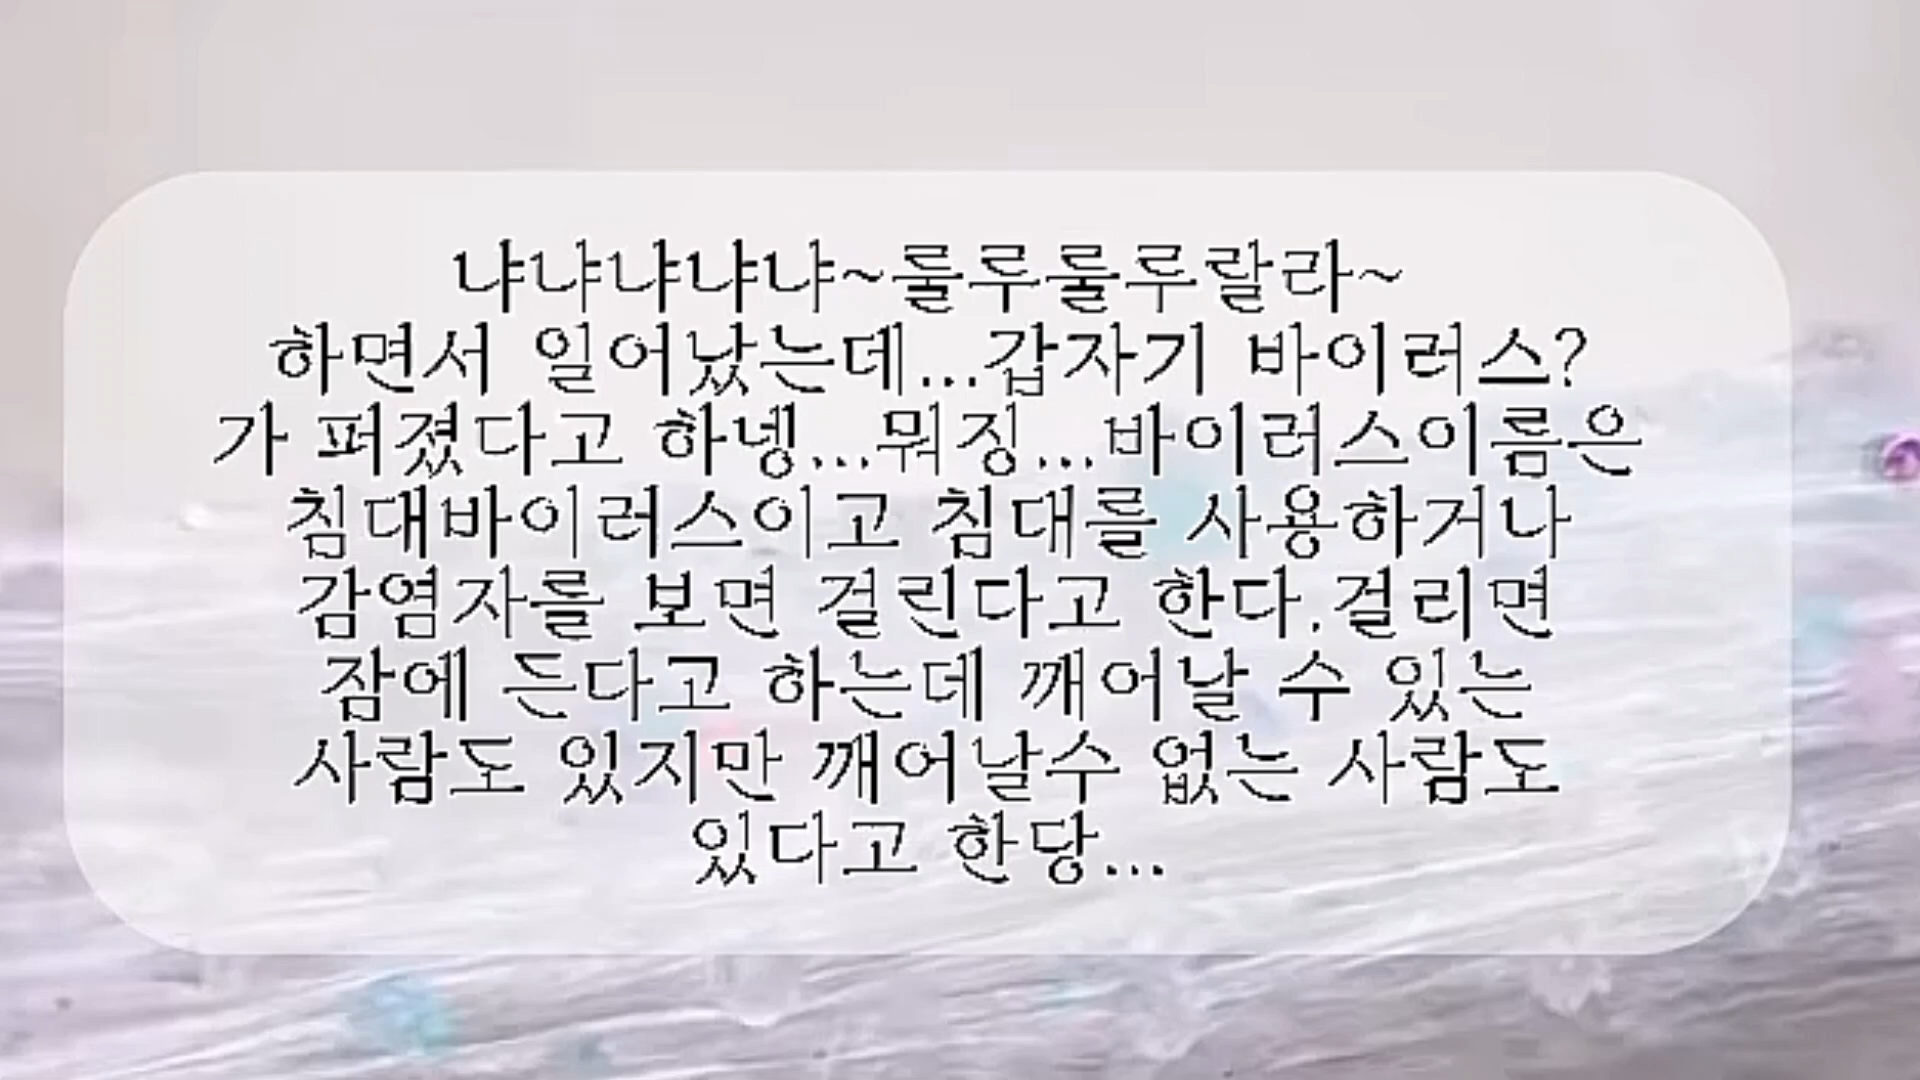 냐냐냐냐냐~룰루룰루랄라~
하면서 일어났는데...갑자기 바이러스?
가 퍼졌다고 하넹...뭐징...바이러스이름은
침대바이러스이고 침대를 사용하거나
감염자를 보면 걸린다고 한다.걸리면
잠에 든다고 하는데 깨어날 수 있는
사람도 있지만 깨어날수 없는 사람도
있다고 한당...